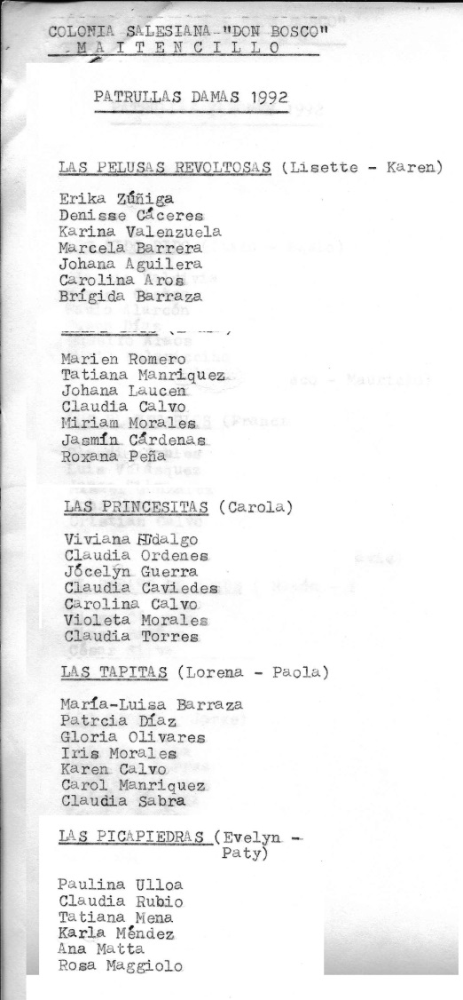 COLONIA SALESIANA "DON BOSCO"
MAITENCILLO
PATRULLAS DAMAS 1992
LAS PELUSAS REVOLTOSAS (Lisette - Karen)
Erika Zúñiga
Denisse Cáceres
Karina Valenzuela
Marcela Barrera
Johana Aguilera
Carolina Aros
Brígida Barraza
Marien Romero
Tatiana Manriquez
Johana Laucen
Claudia Calvo
Miriam Morales
Jasmín Cárdenas
Roxana Peña
LAS PRINCESITAS (Carola)
Viviana Hidalgo
Claudia Ordenes
Jócelyn Guerra
Claudia Caviedes
Carolina Calvo
Violeta Morales
Claudia Torres
LAS TAPITAS (Lorena - Paola)
María-Luisa Barraza
Patrcia Díaz
Gloria Olivares
Iris Morales
Karen Calvo
Carol Manriquez
Claudia Sabra
LAS PICAPIEDRAS (Evelyn -
Paty)
Paulina Ulloa
Claudia Rubio
Tatiana Mena
Karla Méndez
Ana Matta
Rosa Maggiolo